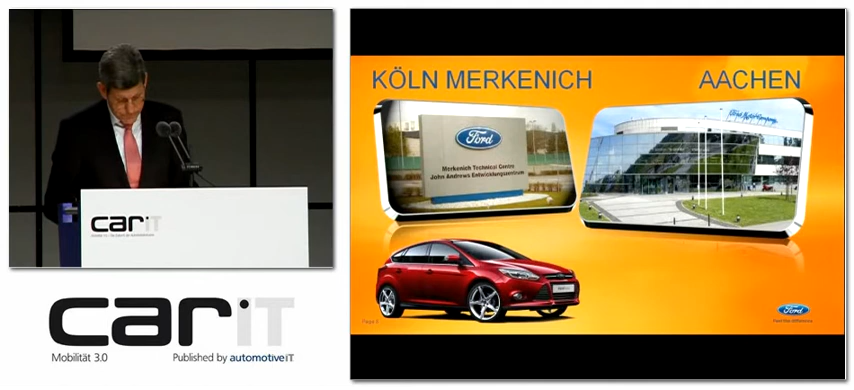 carIT
carIT
Mobilität 3.0
Published by automotiveIT
KÖLN MERKENICH
AACHEN
Ford
Merkenich Technical Centre
John Andrews Entwicklungszentrum
Ford